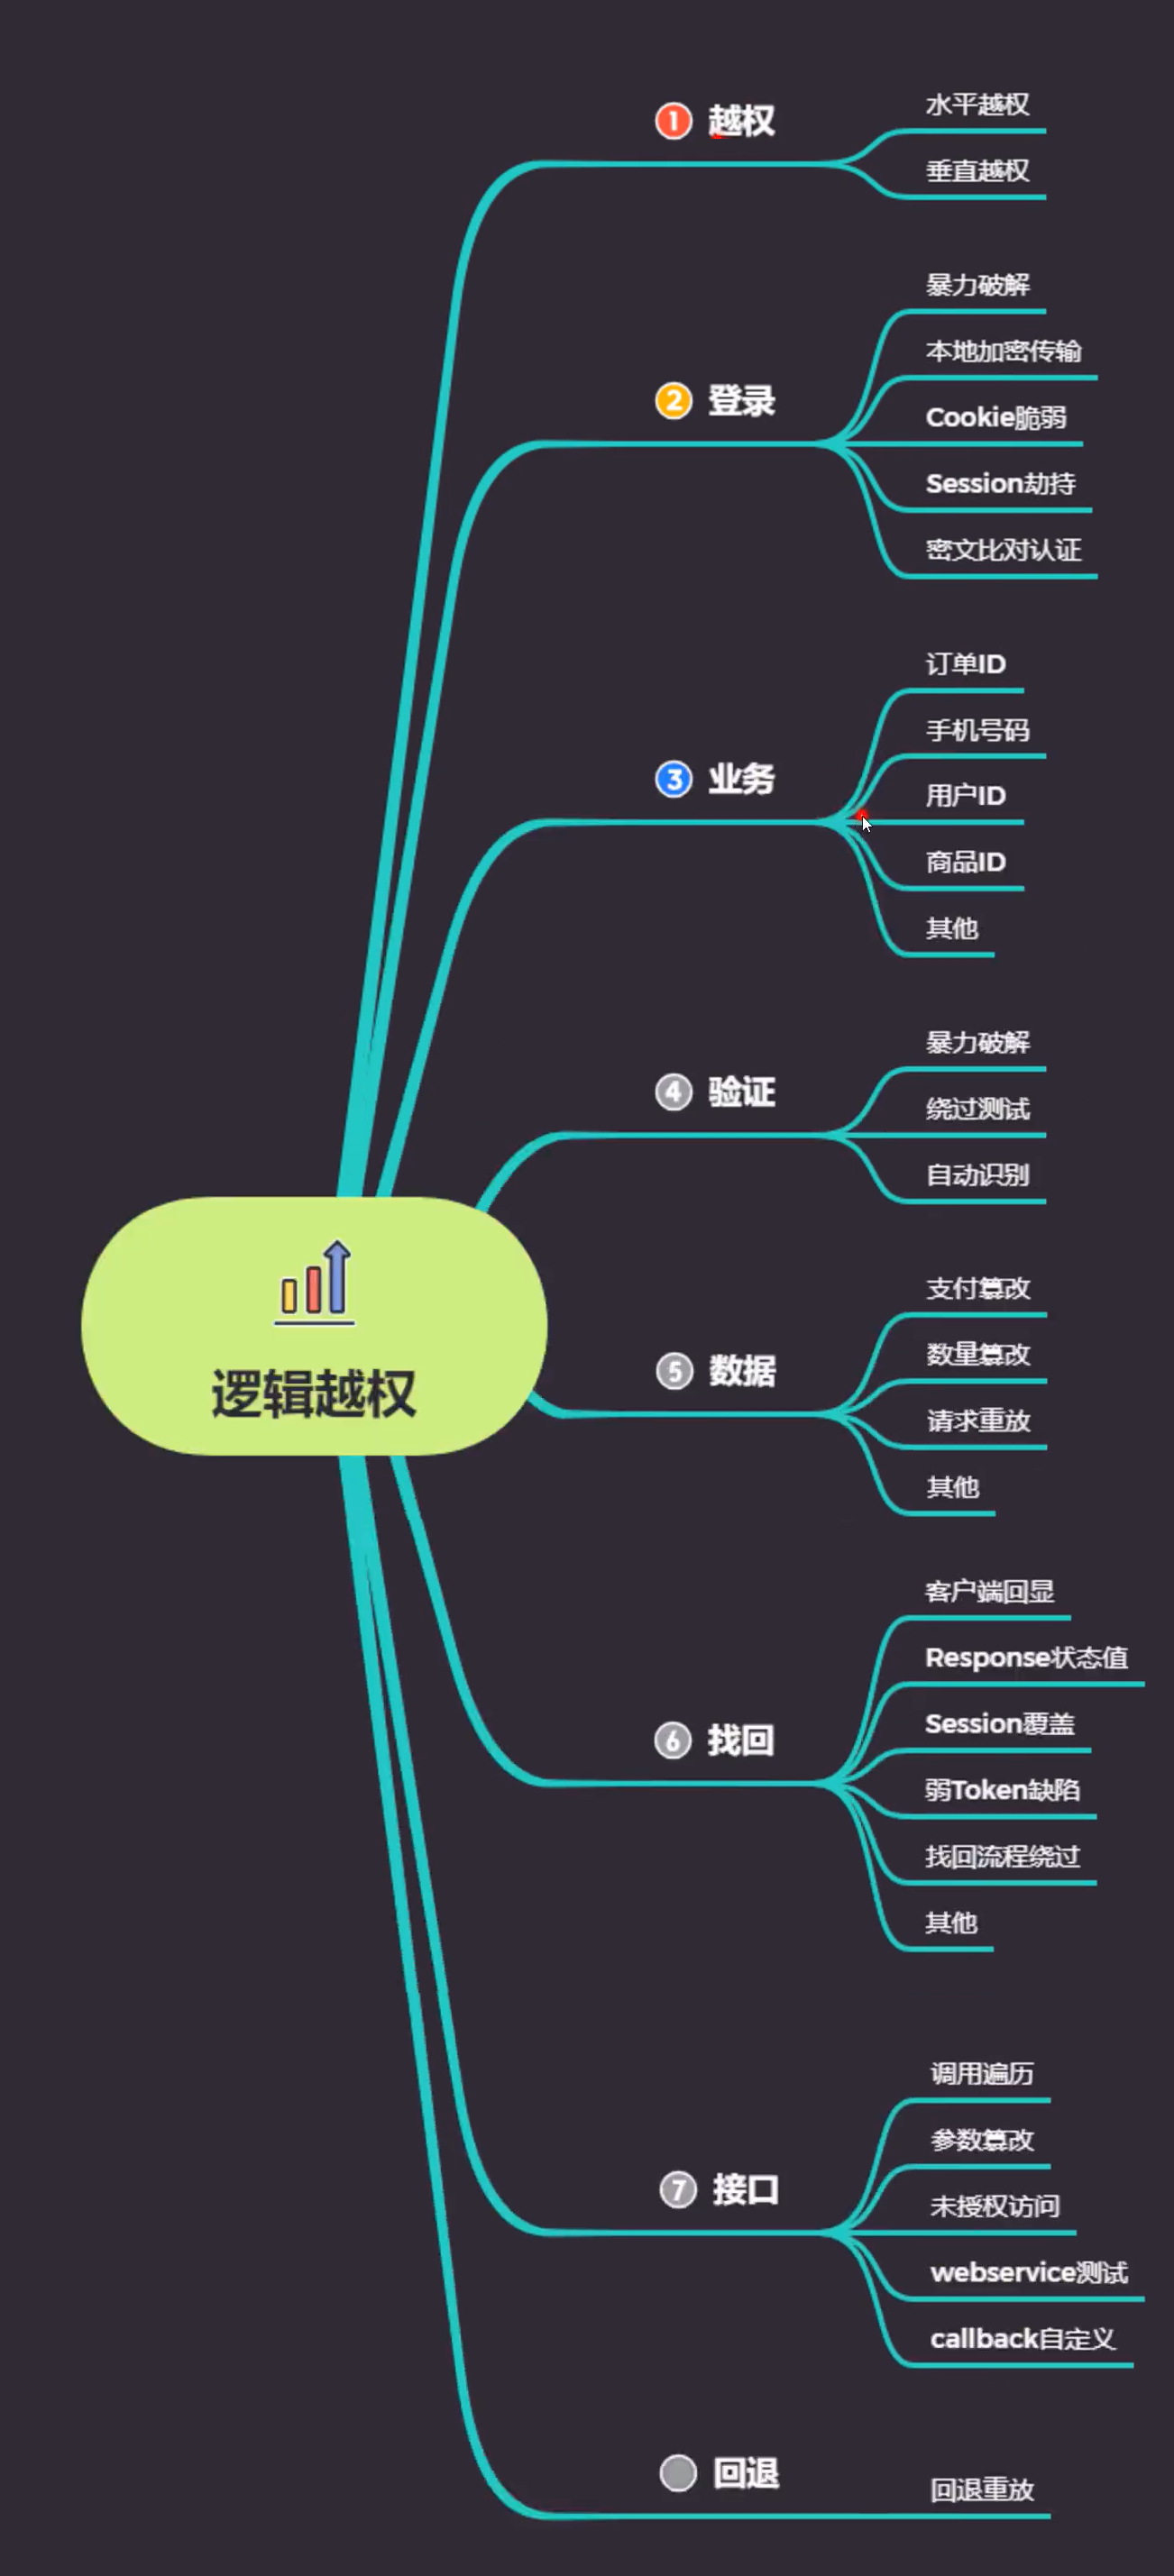 1 越权
水平越权
垂直越权
2 登录
暴力破解
本地加密传输
Cookie脆弱
Session劫持
密文比对认证
3 业务
订单ID
手机号码
用户ID
商品ID
其他
4 验证
暴力破解
绕过测试
自动识别
逻辑越权
5 数据
支付篡改
数量篡改
请求重放
其他
6 找回
客户端回显
Response状态值
Session覆盖
弱Token缺陷
找回流程绕过
其他
7 接口
调用遍历
参数篡改
未授权访问
webservice测试
callback自定义
回退
回退重放